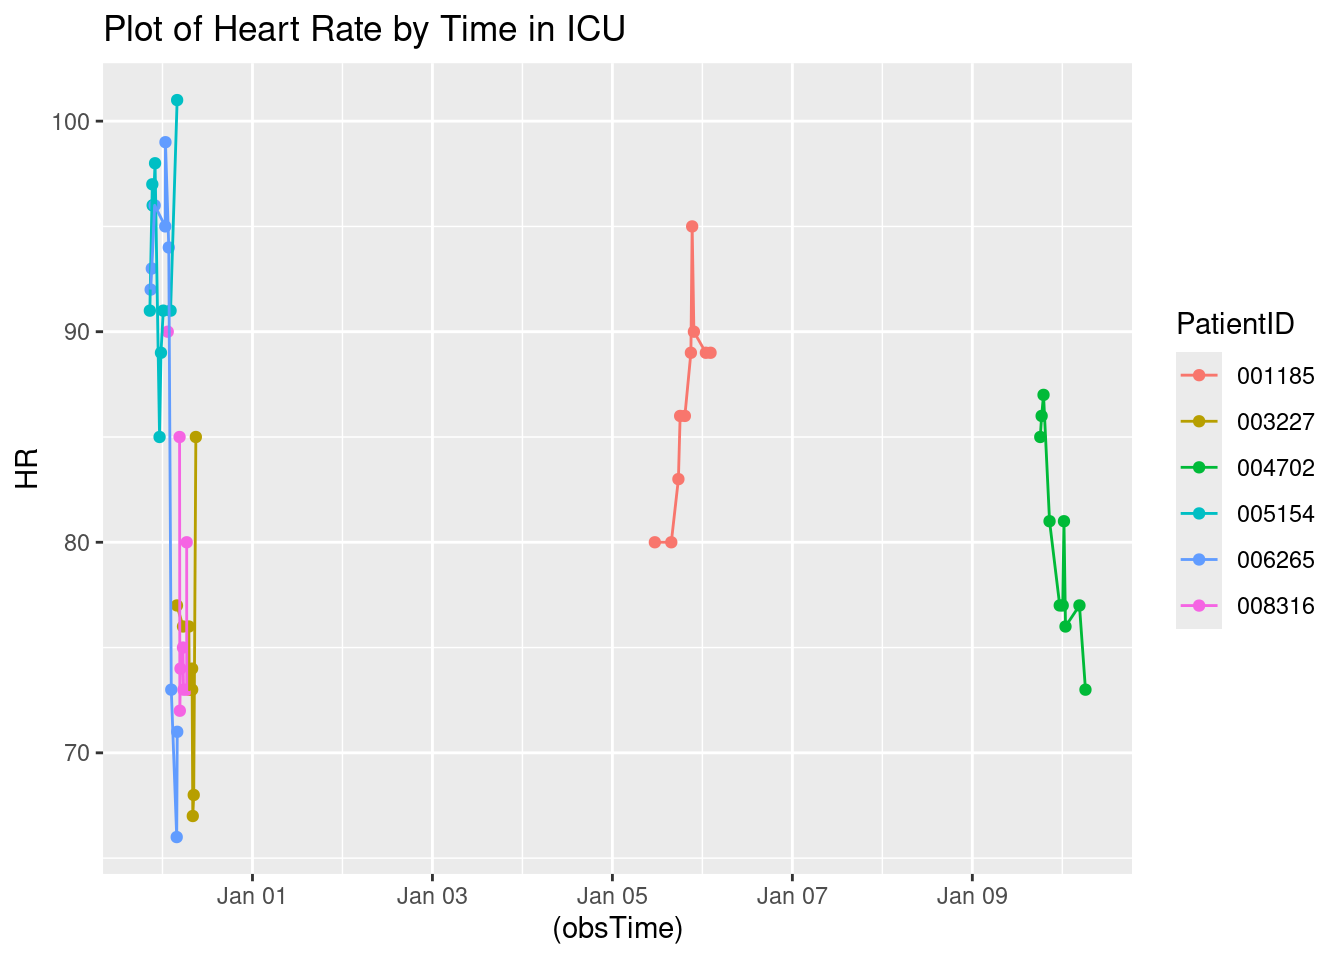 Plot of Heart Rate by Time in ICU
100
90
80
70
HR
Jan 01
Jan 03
Jan 05
Jan 07
Jan 09
(obsTime)
PatientID
001185
003227
004702
005154
006265
008316